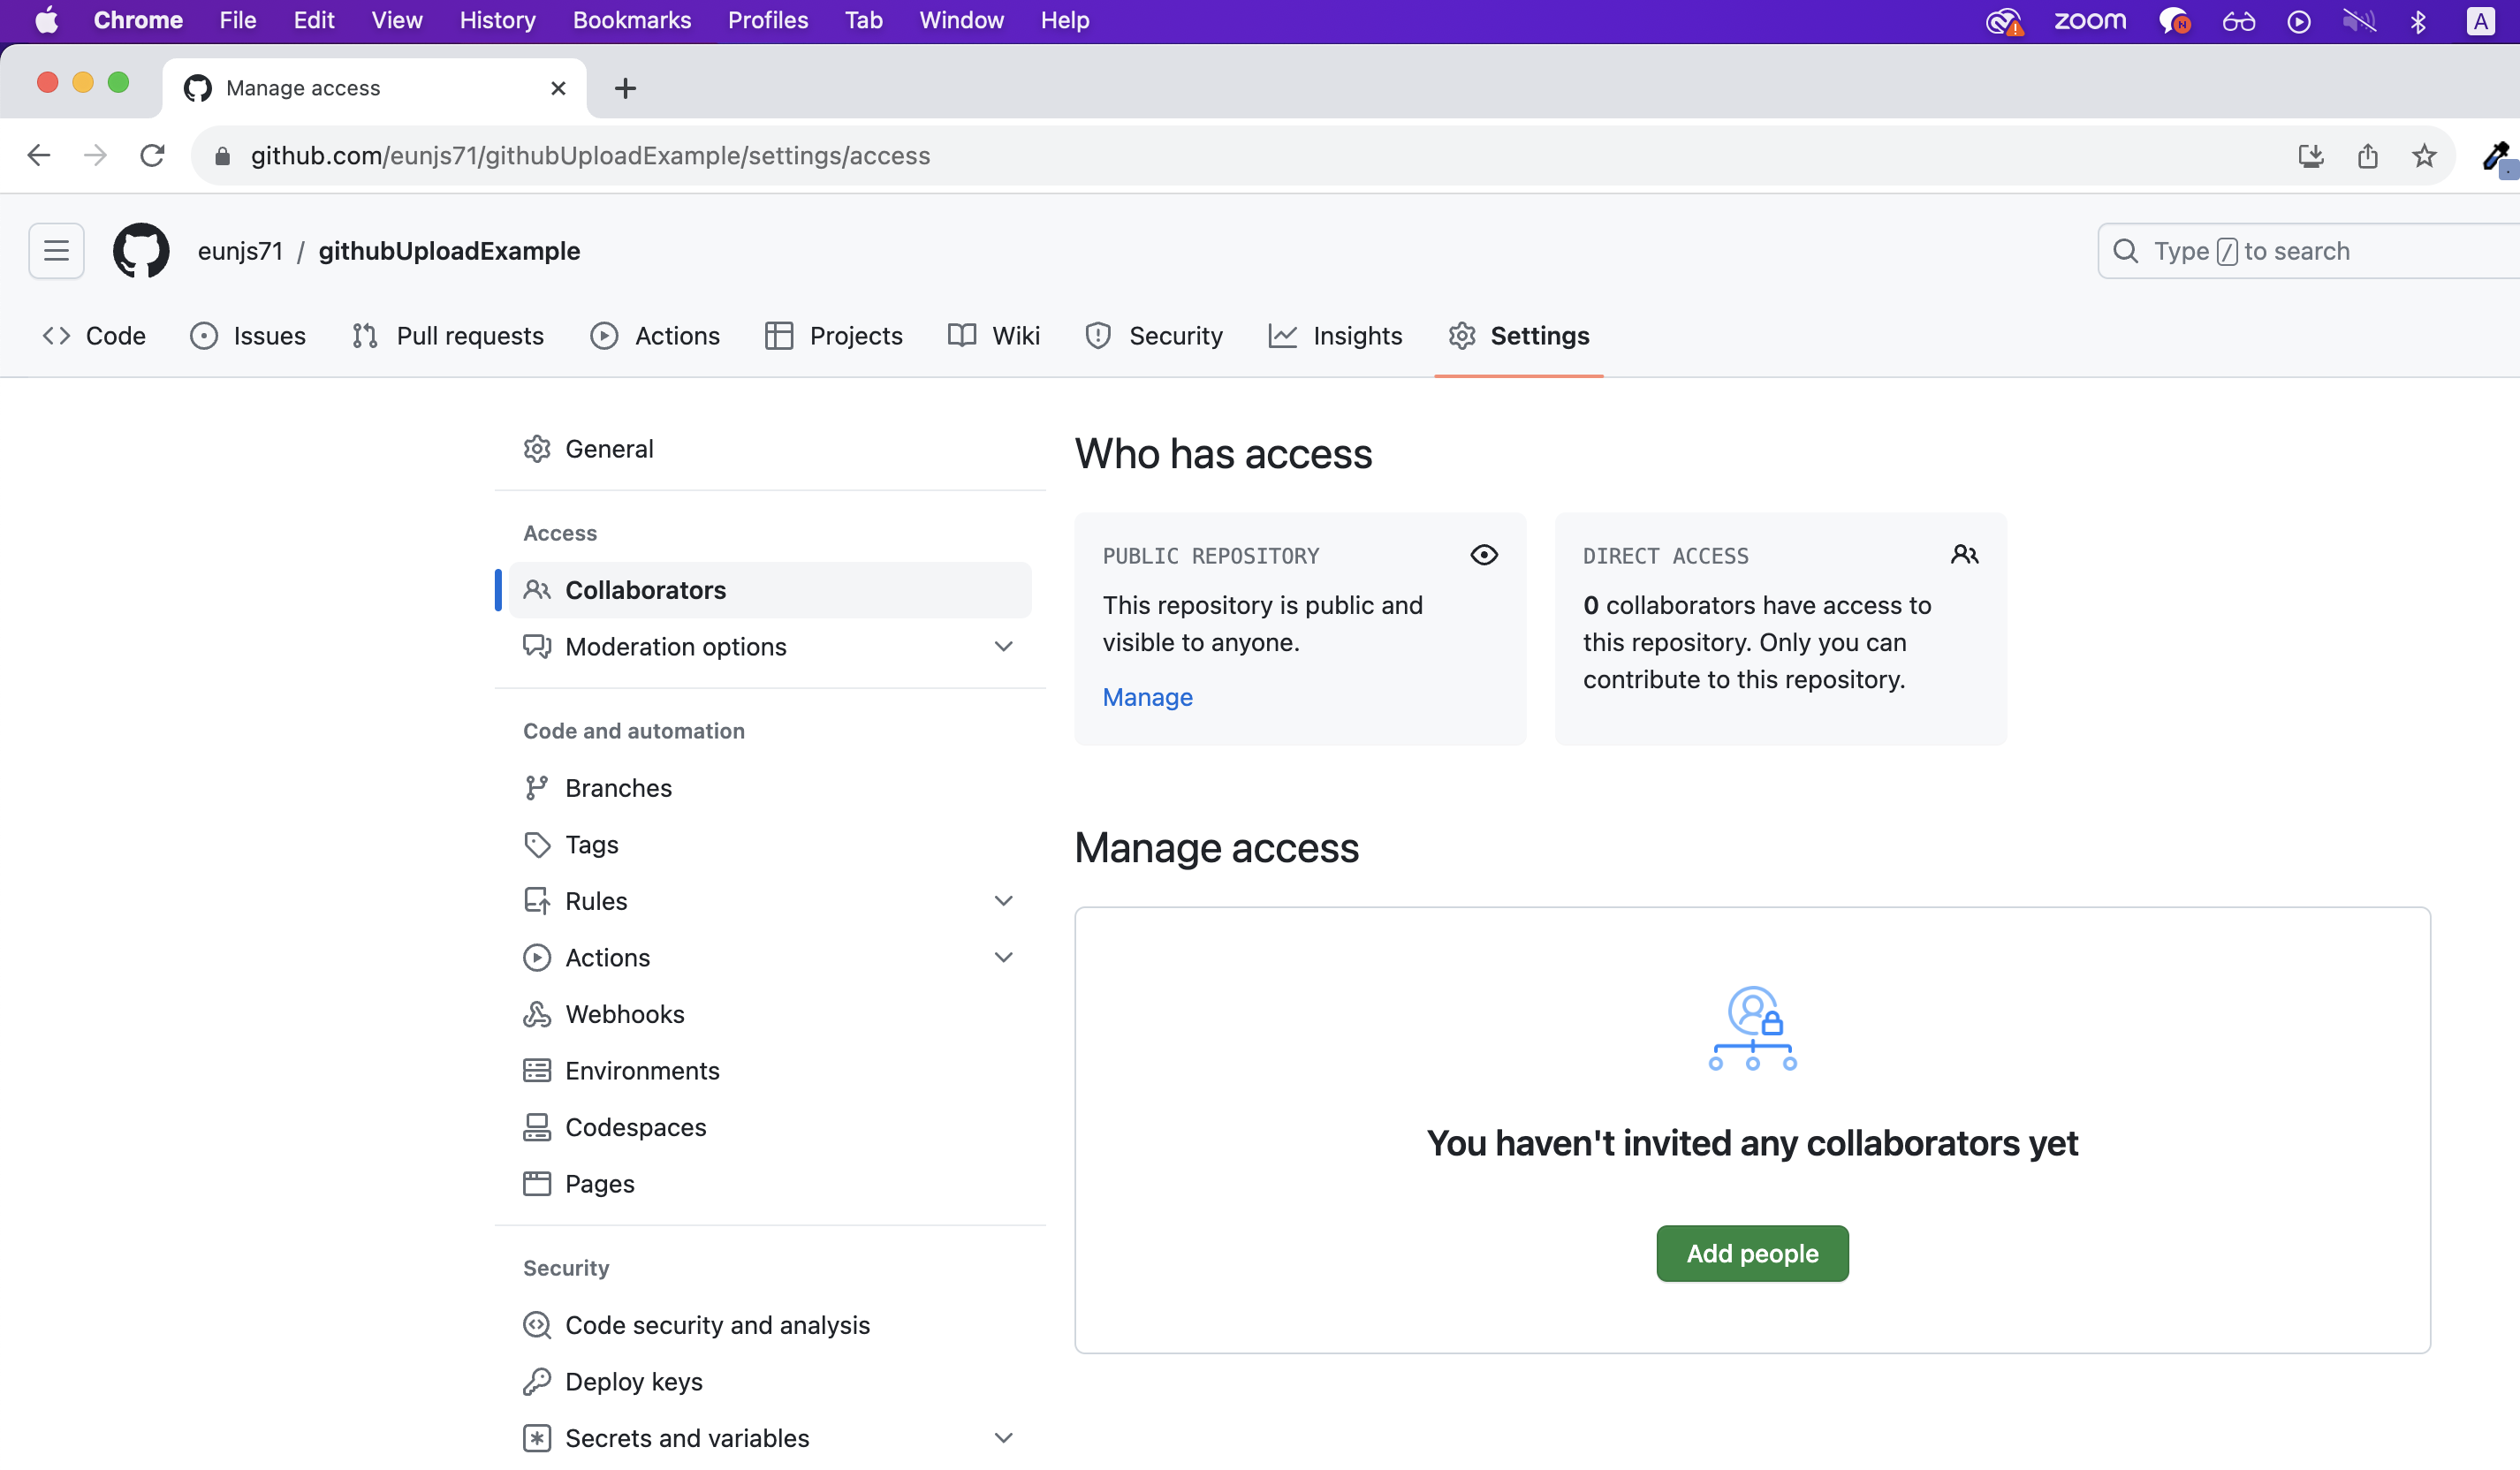 Chrome File Edit View History Bookmarks Profiles Tab Window Help zoom N A
Manage access
github.com/eunjs71/githubUploadExample/settings/access
eunjs71 / githubUploadExample
Type / to search
Code Issues Pull requests Actions Projects Wiki Security Insights Settings
General
Access
Collaborators
Moderation options
Code and automation
Branches
Tags
Rules
Actions
Webhooks
Environments
Codespaces
Pages
Security
Code security and analysis
Deploy keys
Secrets and variables
Who has access
PUBLIC REPOSITORY
This repository is public and
visible to anyone.
Manage
DIRECT ACCESS
0 collaborators have access to
this repository. Only you can
contribute to this repository.
Manage access
You haven't invited any collaborators yet
Add people